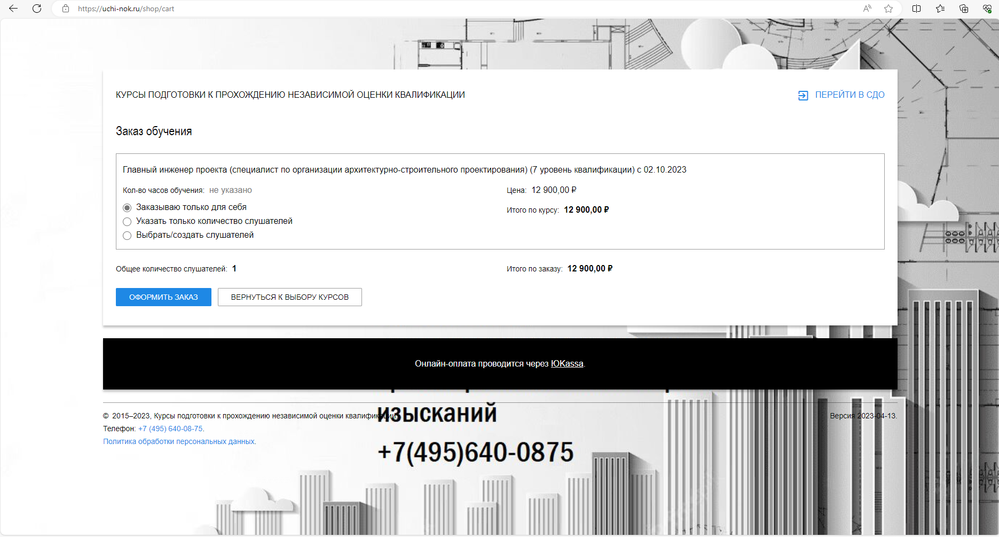 https://uchi-nok.ru/shop/cart
КУРСЫ ПОДГОТОВКИ К ПРОХОЖДЕНИЮ НЕЗАВИСИМОЙ ОЦЕНКИ КВАЛИФИКАЦИИ
ПЕРЕЙТИ В СДО
Заказ обучения
Главный инженер проекта (специалист по организации архитектурно-строительного проектирования) (7 уровень квалификации) с 02.10.2023
Кол-во часов обучения: не указано
Цена: 12 900,00 ₽
Заказываю только для себя
Итого по курсу: 12 900,00 ₽
Указать только количество слушателей
Выбрать/создать слушателей
Общее количество слушателей: 1
Итого по заказу: 12 900,00 ₽
ОФОРМИТЬ ЗАКАЗ
ВЕРНУТЬСЯ К ВЫБОРУ КУРСОВ
Онлайн-оплата проводится через ЮKassa.
изысканий
© 2015–2023, Курсы подготовки к прохождению независимой оценки квалификации.
Версия 2023-04-13.
Телефон: +7 (495) 640-08-75.
Политика обработки персональных данных.
+7(495)640-0875